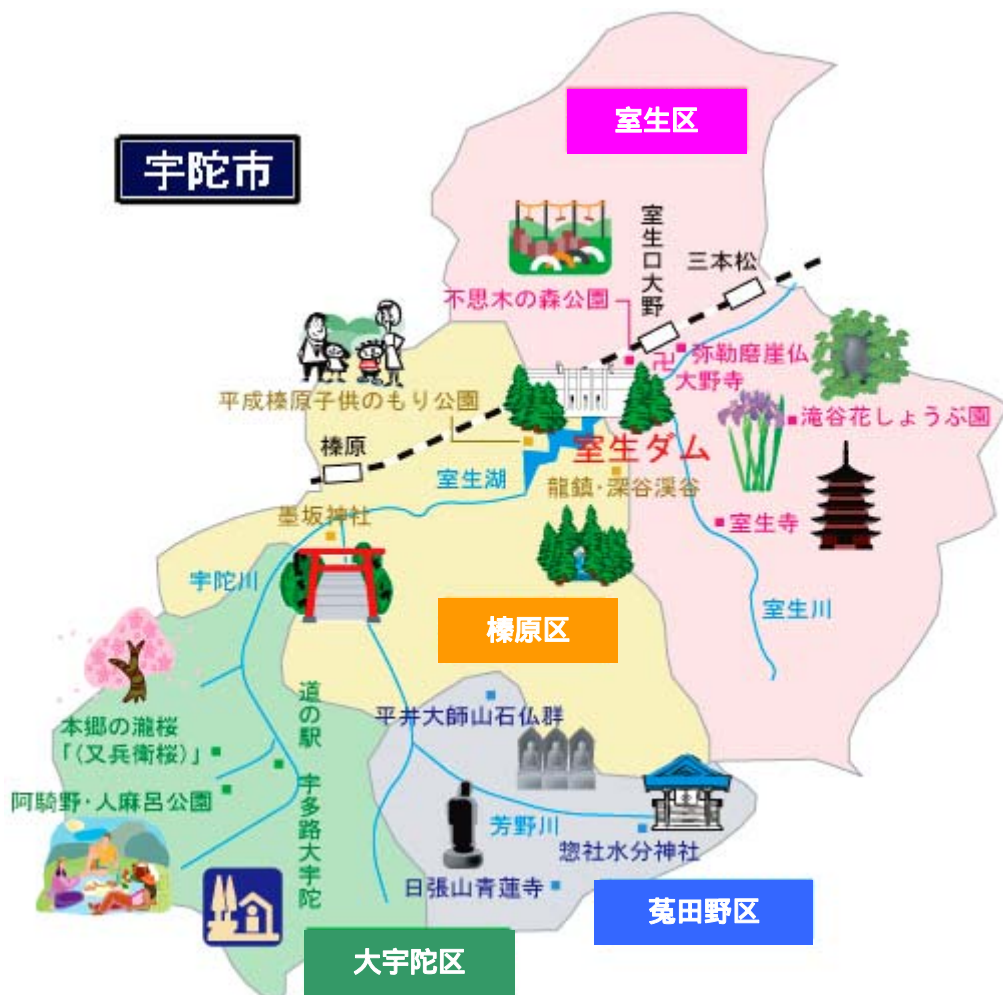 室生区
宇陀市
室生口大野
三本松
不思木の森公園
弥勒磨崖仏
大野寺
平成榛原子供のもり公園
滝谷花しょうぶ園
榛原
室生ダム
室生湖
龍鎮・深谷渓谷
墨坂神社
室生寺
宇陀川
室生川
榛原区
道の駅 宇多路大宇陀
平井大師山石仏群
本郷の瀧桜
「(又兵衛桜)」
阿騎野・人麻呂公園
芳野川
惣社水分神社
日張山青蓮寺
菟田野区
大宇陀区